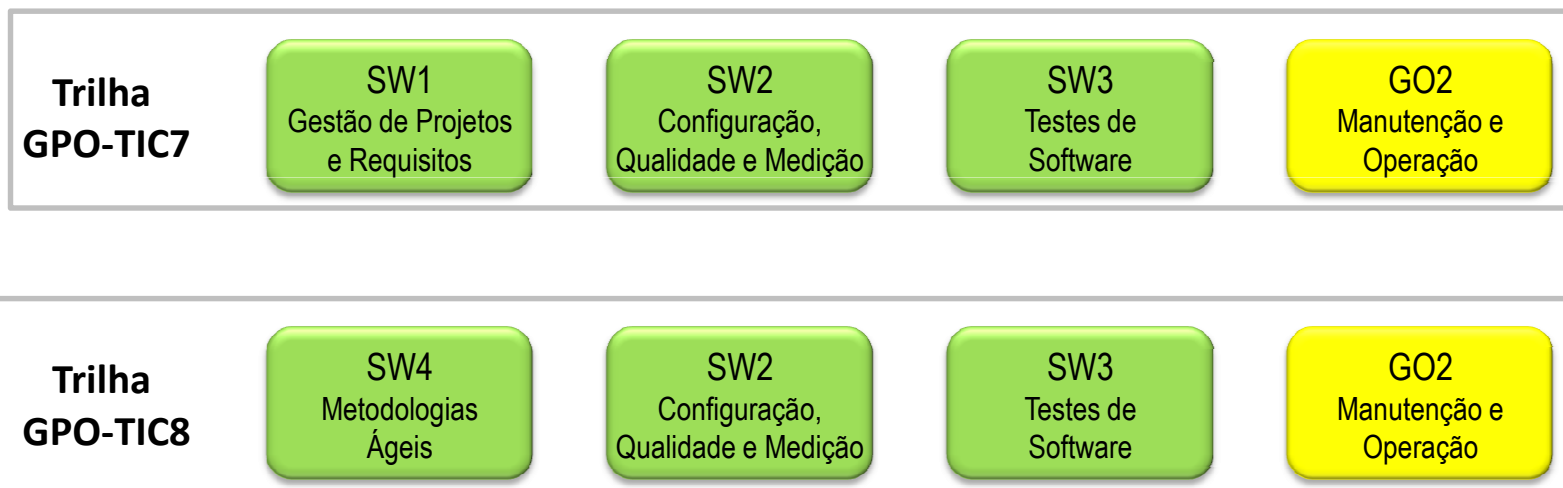 Trilha
GPO-TIC7
SW1
Gestão de Projetos
e Requisitos
SW2
Configuração,
Qualidade e Medição
SW3
Testes de
Software
GO2
Manutenção e
Operação
Trilha
GPO-TIC8
SW4
Metodologias
Ágeis
SW2
Configuração,
Qualidade e Medição
SW3
Testes de
Software
GO2
Manutenção e
Operação